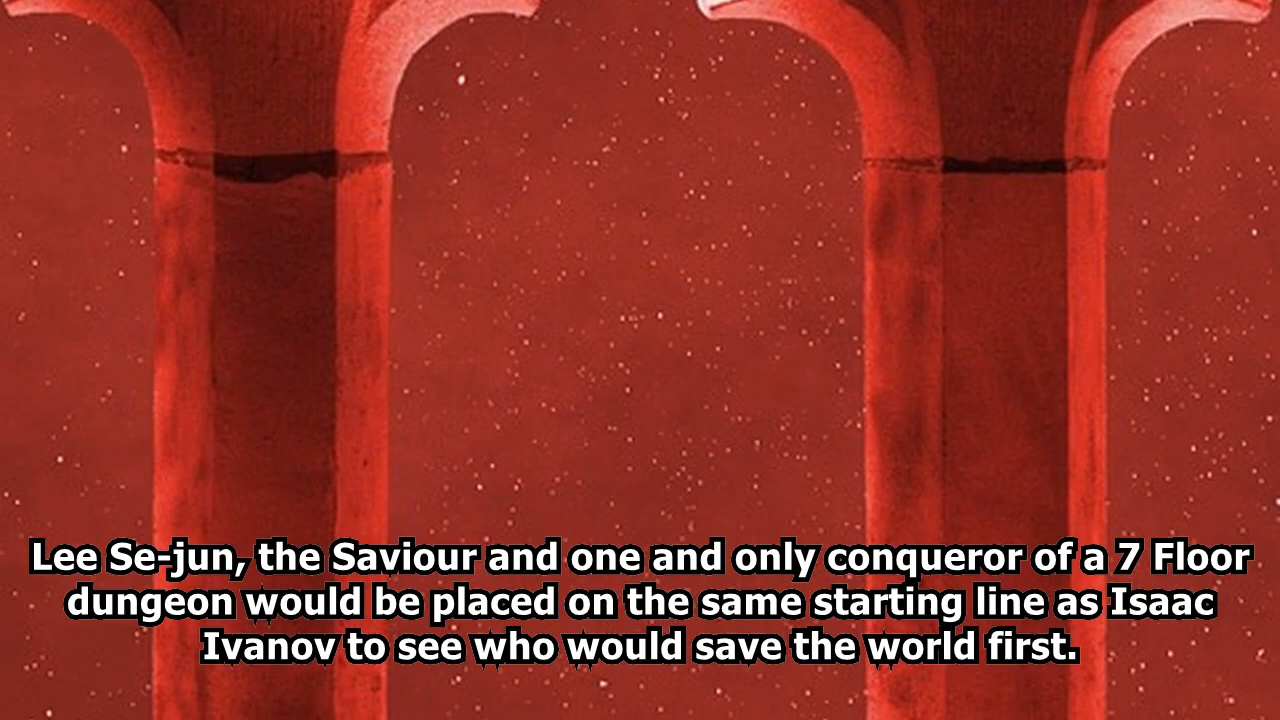 Lee Se-jun, the Saviour and one and only conqueror of a 7 Floor
dungeon would be placed on the same starting line as Isaac
Ivanov to see who would save the world first.